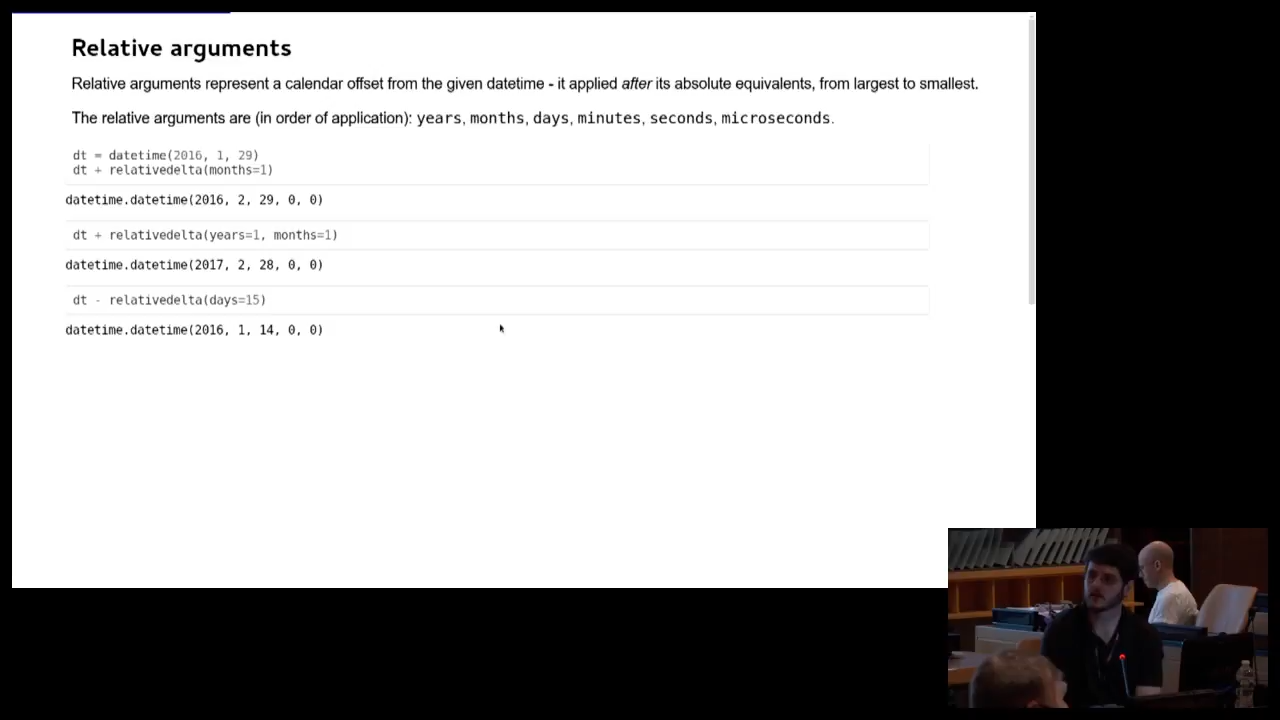 Relative arguments
Relative arguments represent a calendar offset from the given datetime - it applied after its absolute equivalents, from largest to smallest.
The relative arguments are (in order of application): years, months, days, minutes, seconds, microseconds.
dt = datetime(2016, 1, 29)
dt + relativedelta(months=1)
datetime.datetime(2016, 2, 29, 0, 0)
dt + relativedelta(years=1, months=1)
datetime.datetime(2017, 2, 28, 0, 0)
dt - relativedelta(days=15)
datetime.datetime(2016, 1, 14, 0, 0)